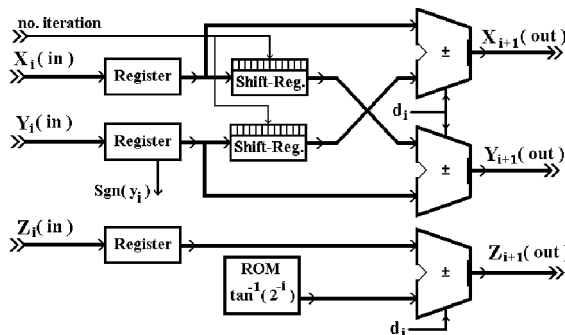 no. iteration
Xi( in )
Register
Shift-Reg.
±
Xi+1( out )
di
Yi( in )
Register
Shift-Reg.
±
Yi+1( out )
Sgn(yi)
Zi( in )
Register
ROM
tan⁻¹( 2⁻ⁱ )
±
Zi+1( out )
di